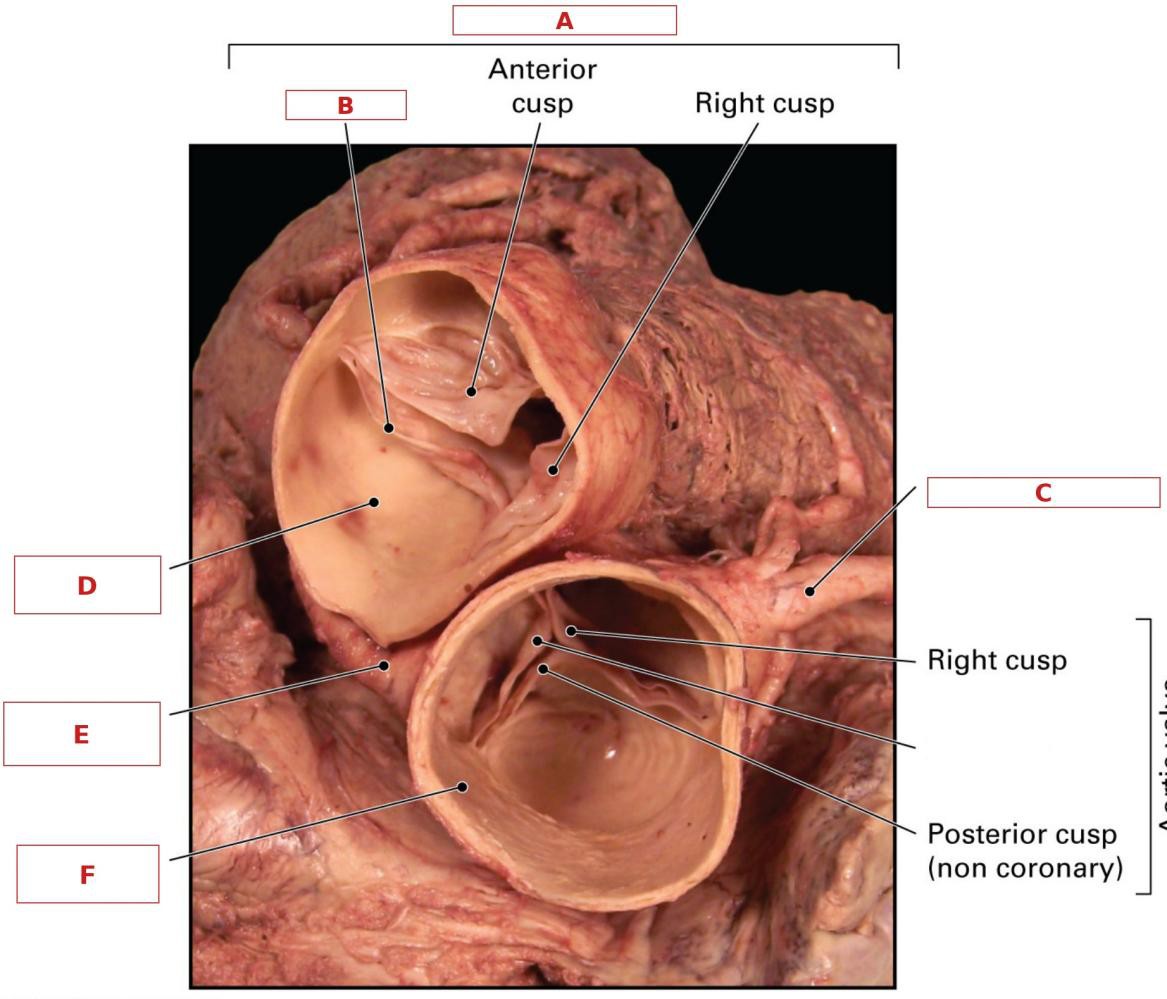 A
Anterior
cusp
B
Right cusp
C
D
Right cusp
E
Posterior cusp
(non coronary)
F